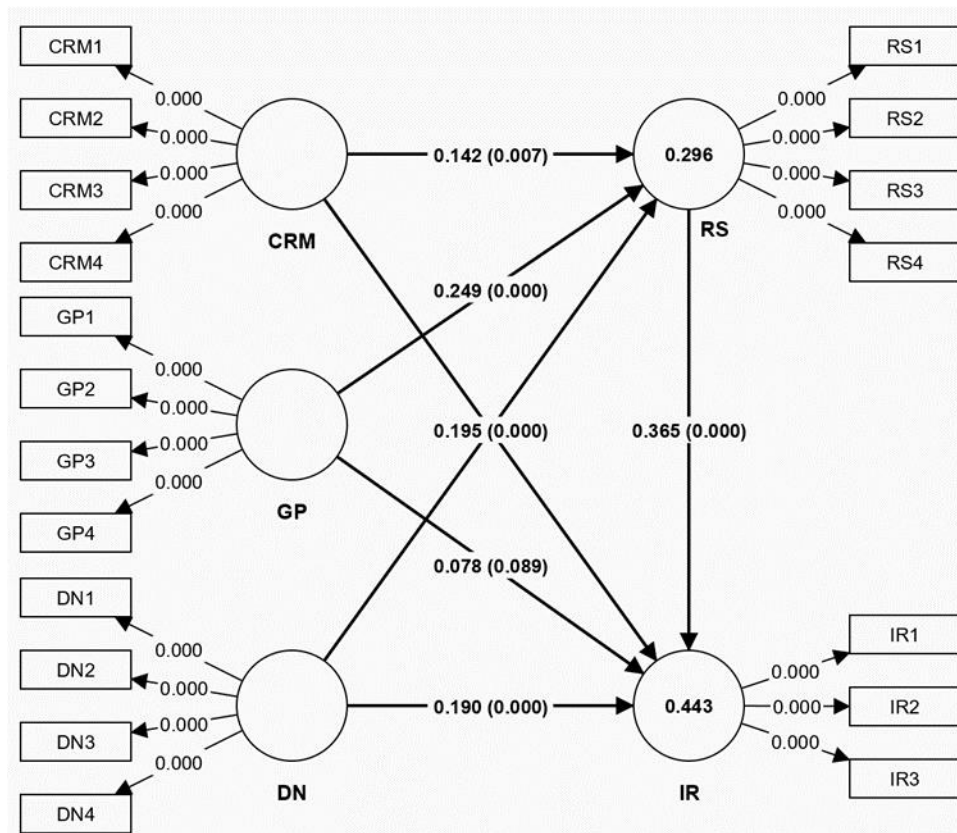 CRM1
0.000
CRM2
0.000
CRM3
0.000
CRM4
0.000
CRM
GP1
0.000
GP2
0.000
GP3
0.000
GP4
0.000
GP
DN1
0.000
DN2
0.000
DN3
0.000
DN4
0.000
DN
0.142 (0.007)
0.249 (0.000)
0.195 (0.000)
0.078 (0.089)
0.190 (0.000)
0.365 (0.000)
0.296
RS
RS1
0.000
RS2
0.000
RS3
0.000
RS4
0.000
0.443
IR
IR1
0.000
IR2
0.000
IR3
0.000